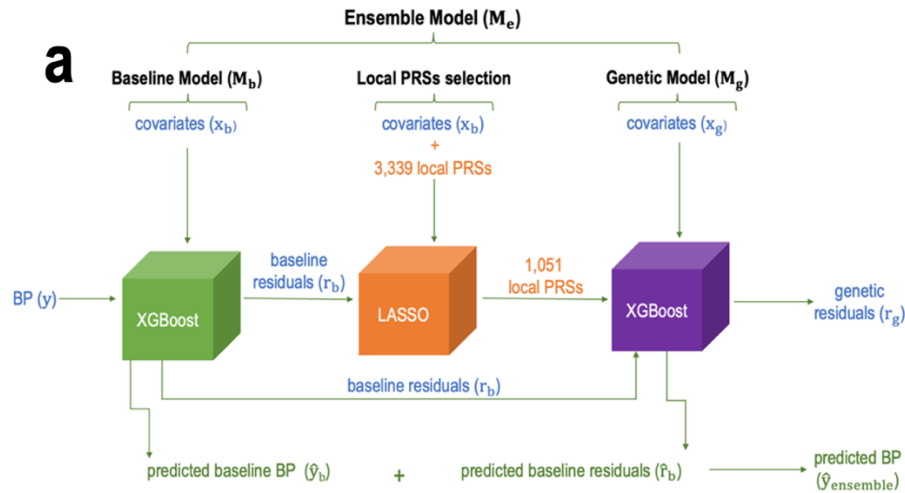 Ensemble Model (M_e)
a
Baseline Model (M_b)
Local PRSs selection
Genetic Model (M_g)
covariates (x_b)
covariates (x_b)
+
3,339 local PRSs
covariates (x_g)
BP (y)
XGBoost
baseline
residuals (r_b)
LASSO
1,051
local PRSs
XGBoost
genetic
residuals (r_g)
baseline residuals (r_b)
predicted baseline BP (ŷ_b)
+
predicted baseline residuals (r̂_b)
predicted BP
(ŷ_ensemble)